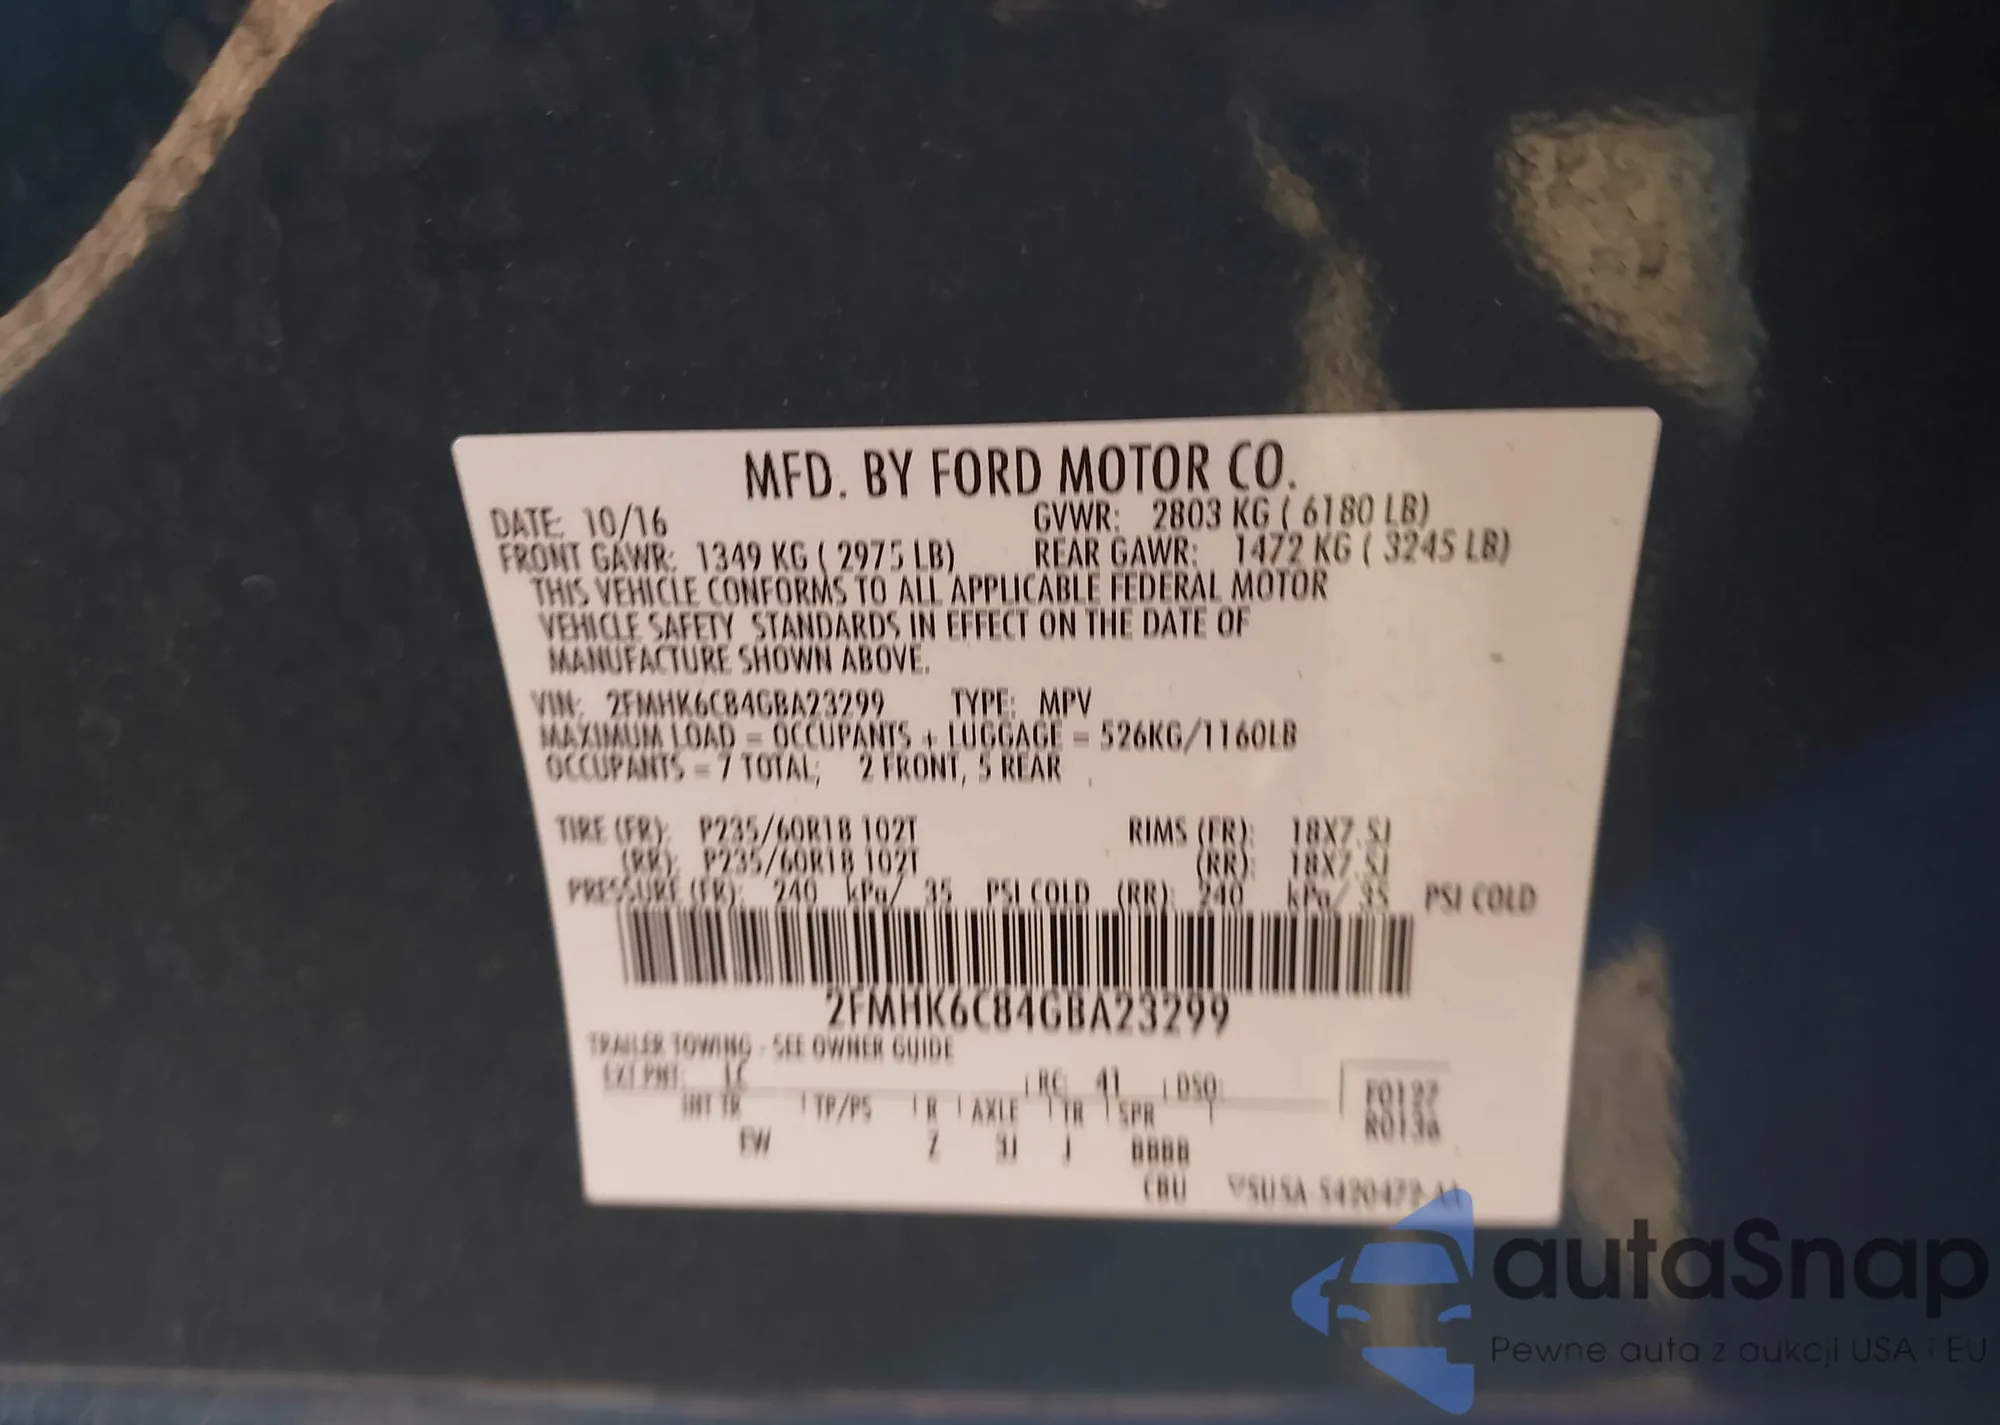 MFD. BY FORD MOTOR CO.
DATE: 10/16 GVWR: 2803 KG ( 6180 LB)
FRONT GAWR: 1349 KG ( 2975 LB) REAR GAWR: 1472 KG ( 3245 LB)
THIS VEHICLE CONFORMS TO ALL APPLICABLE FEDERAL MOTOR
VEHICLE SAFETY STANDARDS IN EFFECT ON THE DATE OF
MANUFACTURE SHOWN ABOVE.
VIN: 2FMHK6C84GBA23299 TYPE: MPV
MAXIMUM LOAD = OCCUPANTS + LUGGAGE = 526KG/1160LB
OCCUPANTS = 7 TOTAL; 2 FRONT, 5 REAR
TIRE (FR): P235/60R18 102T RIMS (FR): 18X7.5J
(RR): P235/60R18 102T (RR): 18X7.5J
PRESSURE (FR): 240 kPa/ 35 PSI COLD (RR): 240 kPa/ 35 PSI COLD
2FMHK6C84GBA23299
TRAILER TOWING - SEE OWNER GUIDE
EXT PNT: RC: 41 DSO:
INT TR TP/PS R AXLE TR SPR
EW 2 3J J BBBB
CBU
autaSnap
Pewne auta z aukcji USA i EU